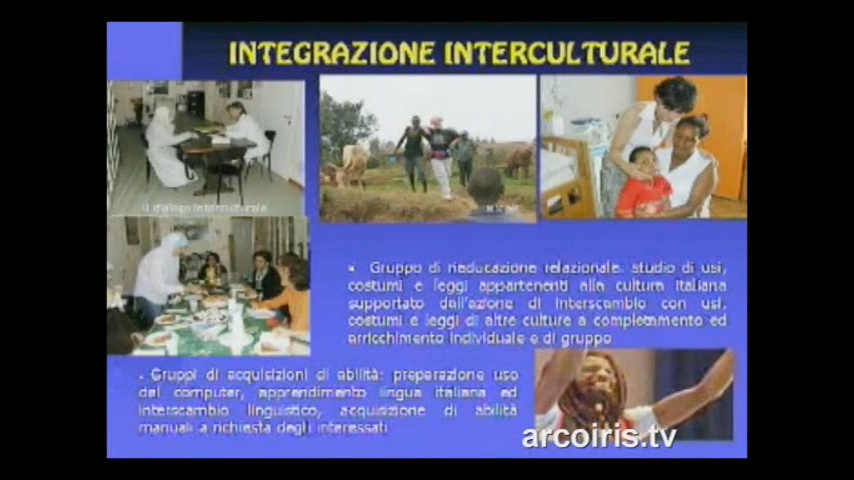 INTEGRAZIONE INTERCULTURALE
Il dialogo interculturale
• Gruppo di rieducazione relazionale: studio di usi,
costumi e leggi appartenenti alla cultura italiana
supportato dall'azione di interscambio con usi,
costumi e leggi di altre culture a completamento ed
arricchimento individuale e di gruppo
• Gruppi di acquisizioni di abilità: preparazione uso
del computer, apprendimento lingua italiana ed
interscambio linguistico, acquisizione di abilità
manuali a richiesta degli interessati
arcoiris.tv